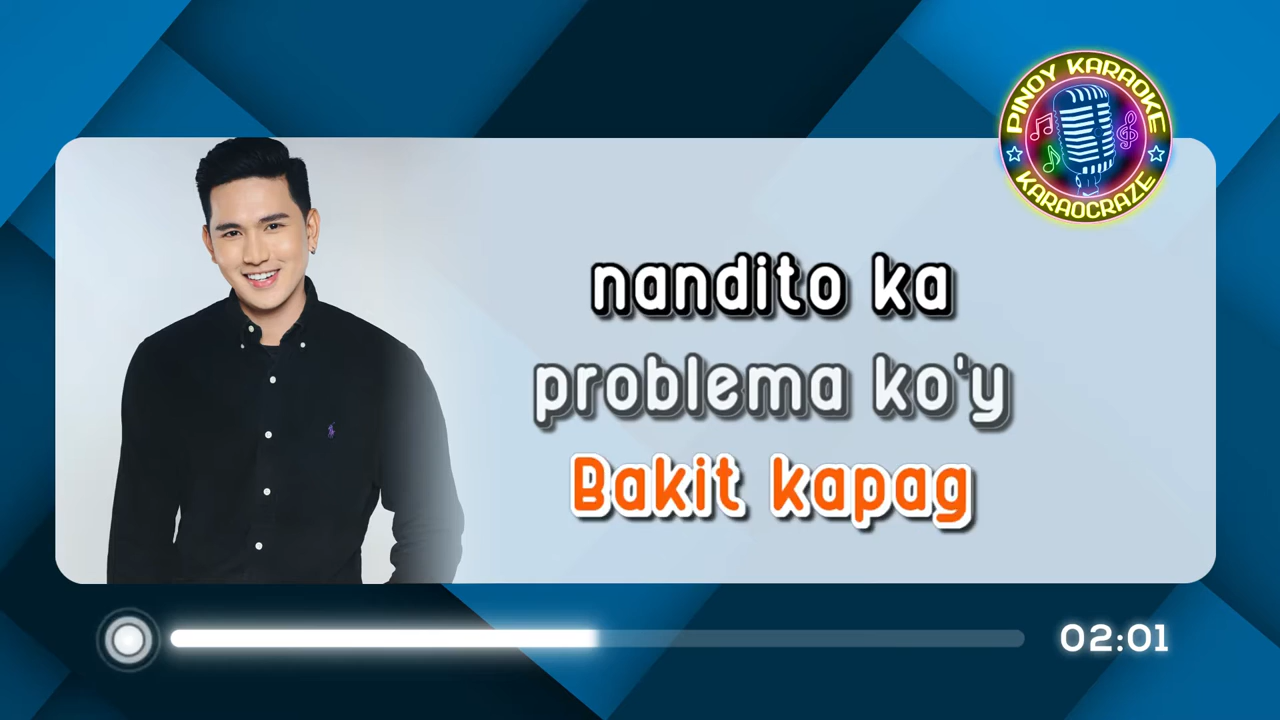 PINOY KARAOKE
KARAOCRAZE
nandito ka
problema ko'y
Bakit kapag
02:01